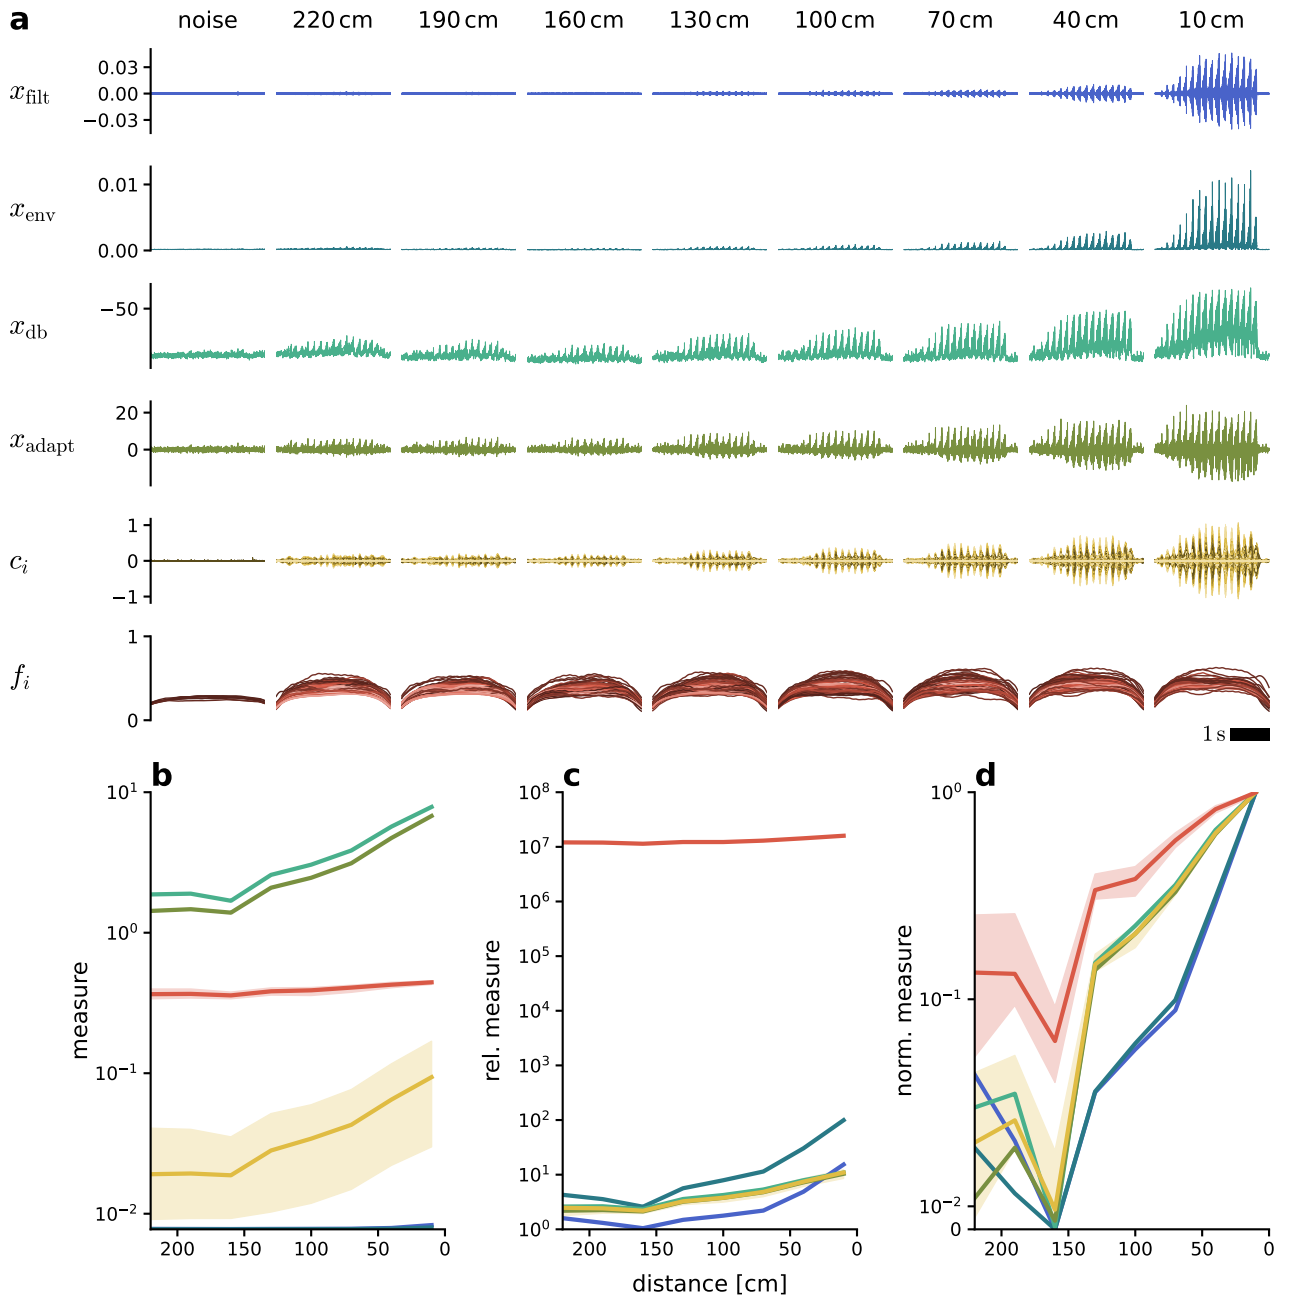 a
noise 220 cm 190 cm 160 cm 130 cm 100 cm 70 cm 40 cm 10 cm
x_filt
0.03
0.00
−0.03
x_env
0.01
0.00
x_db
−50
x_adapt
20
0
c_i
1
0
−1
f_i
1
0
1 s
b c d
measure
10^1
10^0
10^−1
10^−2
200 150 100 50 0
rel. measure
10^8
10^7
10^6
10^5
10^4
10^3
10^2
10^1
10^0
200 150 100 50 0
norm. measure
10^0
10^−1
10^−2
0
200 150 100 50 0
distance [cm]